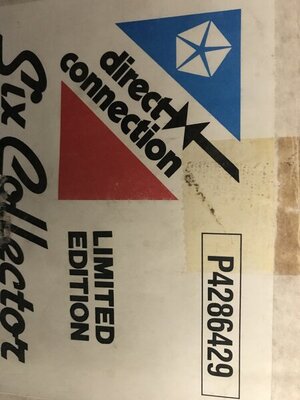 direct
connection
Six Collector
LIMITED
EDITION
P4286429